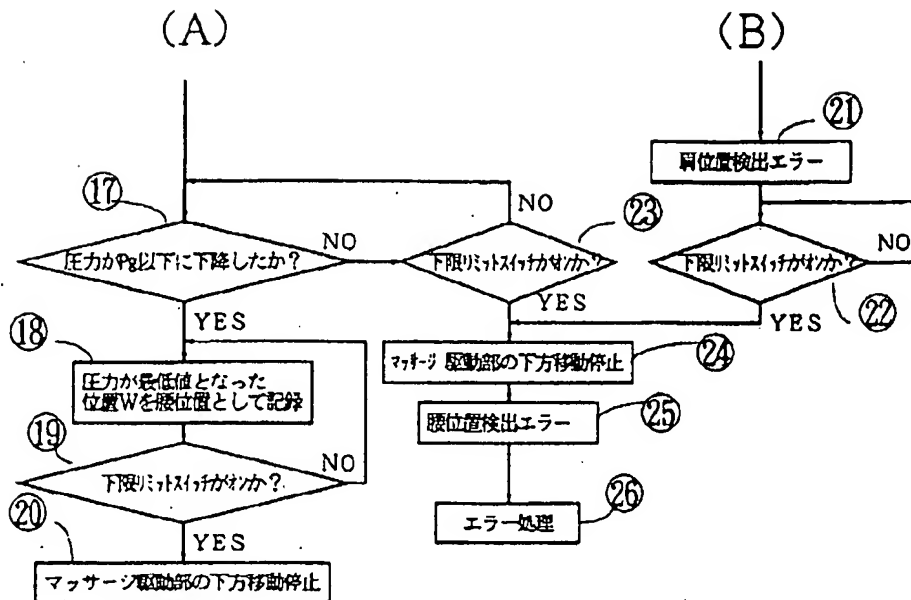 (A)
(B)
㉑
肩位置検出エラー
⑰
NO
㉓
圧力がPg以下に下降したか?
NO
下限リミットスイッチがオンか?
下限リミットスイッチがオンか?
NO
YES
YES
YES
㉒
⑱
㉔
圧力が最低値となった
位置Wを腰位置として記録
マッサージ駆動部の下方移動停止
㉕
腰位置検出エラー
⑲
下限リミットスイッチがオンか?
NO
㉖
エラー処理
⑳
YES
マッサージ駆動部の下方移動停止